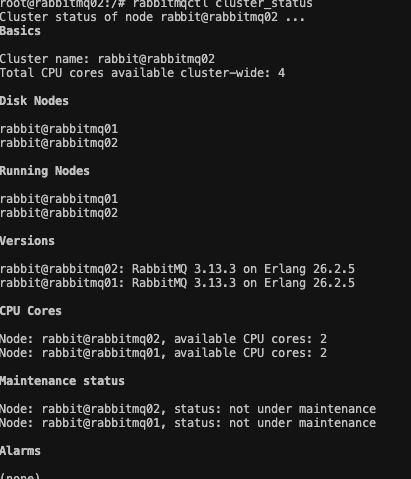 root@rabbitmq02:/# rabbitmqctl cluster_status
Cluster status of node rabbit@rabbitmq02 ...
Basics
Cluster name: rabbit@rabbitmq02
Total CPU cores available cluster-wide: 4
Disk Nodes
rabbit@rabbitmq01
rabbit@rabbitmq02
Running Nodes
rabbit@rabbitmq01
rabbit@rabbitmq02
Versions
rabbit@rabbitmq02: RabbitMQ 3.13.3 on Erlang 26.2.5
rabbit@rabbitmq01: RabbitMQ 3.13.3 on Erlang 26.2.5
CPU Cores
Node: rabbit@rabbitmq02, available CPU cores: 2
Node: rabbit@rabbitmq01, available CPU cores: 2
Maintenance status
Node: rabbit@rabbitmq02, status: not under maintenance
Node: rabbit@rabbitmq01, status: not under maintenance
Alarms
(none)